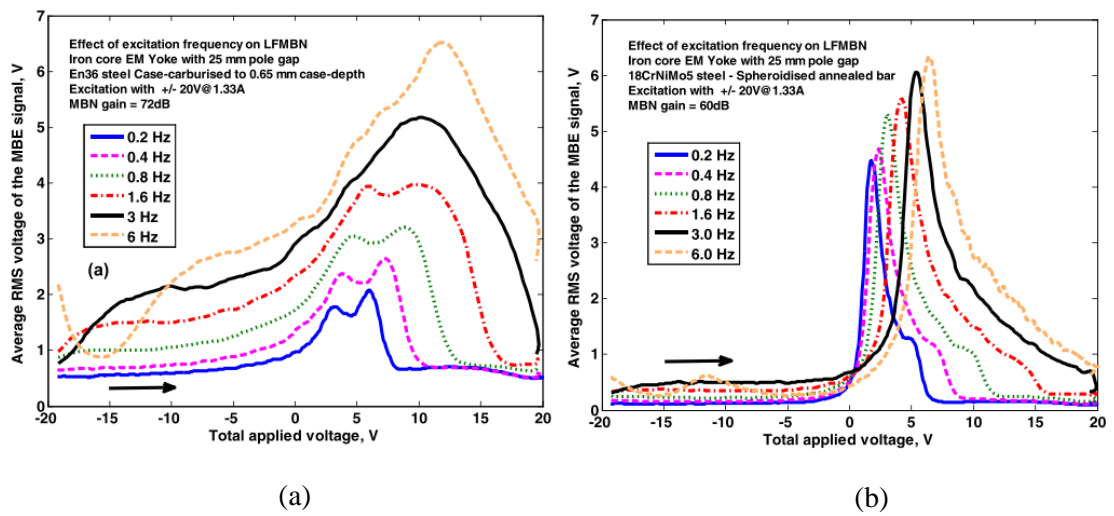 (a)
Effect of excitation frequency on LFMBN
Iron core EM Yoke with 25 mm pole gap
En36 steel Case-carburised to 0.65 mm case-depth
Excitation with +/- 20V@1.33A
MBN gain = 72dB
0.2 Hz
0.4 Hz
0.8 Hz
1.6 Hz
3 Hz
6 Hz
(a)
Average RMS voltage of the MBE signal, V
7
6
5
4
3
2
1
0
-15
-10
-5
0
5
10
15
20
Total applied voltage, V
(a)
(b)
Effect of excitation frequency on LFMBN
Iron core EM Yoke with 25 mm pole gap
18CrNiMo5 steel - Spheroidised annealed bar
Excitation with +/- 20V@1.33A
MBN gain = 60dB
0.2 Hz
0.4 Hz
0.8 Hz
1.6 Hz
3.0 Hz
6.0 Hz
Average RMS voltage of the MBE signal, V
7
6
5
4
3
2
1
0
-20
-15
-10
-5
0
5
10
15
20
Total applied voltage, V
(b)